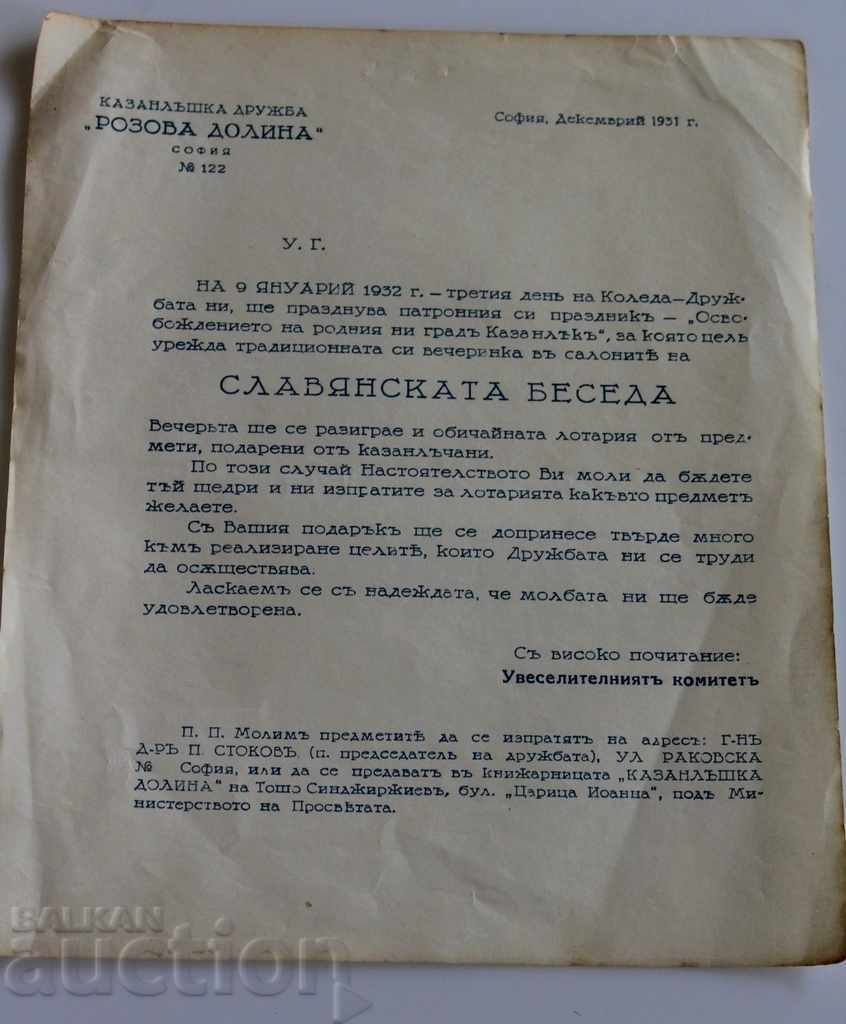 КАЗАНЛЪШКА ДРУЖБА
„РОЗОВА ДОЛИНА“
СОФИЯ
№ 122
София, Декемврий 1931 г.
У. Г.
НА 9 ЯНУАРИЙ 1932 г. – третия день на Коледа–Друж-
бата ни, ще празднува патронния си праздникъ – „Осво-
бождението на родния ни градъ Казанлѫкъ“, за която цель
урежда традиционната си вечеринка въ салонитѣ на
СЛАВЯНСКАТА БЕСЕДА
Вечерьта ще се разиграе и обичайната лотария отъ пред-
мети, подарени отъ казанлъчани.
По този случай Настоятелството Ви моли да бѫдете
тъй щедри и ни изпратите за лотарията какъвто предметъ
желаете.
Съ Вашия подаръкъ ще се допринесе твърде много
къмъ реализиране целитѣ, които Дружбата ни се труди
да осѫществява.
Ласкаемъ се съ надеждата, че молбата ни ще бѫде
удовлетворена.
Съ високо почитание:
Увеселителниятъ комитетъ
П. П. Молимъ предметитѣ да се изпратятъ на адресъ: Г-НЪ
Д-РЪ П. СТОКОВЪ, (п. председатель на дружбата), УЛ РАКОВСКА
№ София, или да се предаватъ въ книжарницата „КАЗАНЛЪШКА
ДОЛИНА“ на Тошо Синджиржиевъ, бул. „Царица Иоанна“, подъ Ми-
нистерството на Просвѣтата.
BALKAN
auction